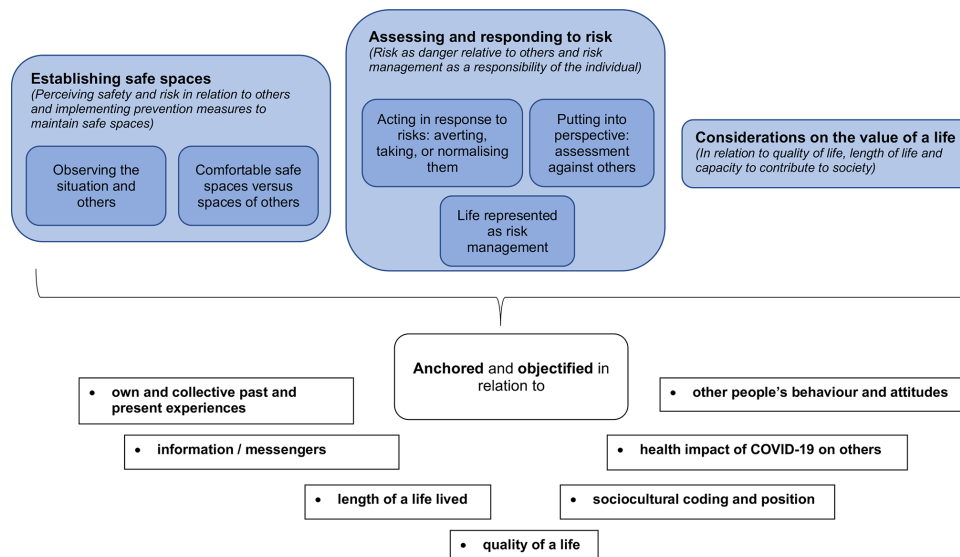 Establishing safe spaces
(Perceiving safety and risk in relation to others
and implementing prevention measures to
maintain safe spaces)
Observing the
situation and
others
Comfortable safe
spaces versus
spaces of others
Assessing and responding to risk
(Risk as danger relative to others and risk
management as a responsibility of the individual)
Acting in response to
risks: averting,
taking, or normalising
them
Putting into
perspective:
assessment
against others
Life represented
as risk
management
Considerations on the value of a life
(In relation to quality of life, length of life and
capacity to contribute to society)
Anchored and objectified in
relation to
• own and collective past and
present experiences
• other people's behaviour and attitudes
• information / messengers
• health impact of COVID-19 on others
• length of a life lived
• sociocultural coding and position
• quality of a life